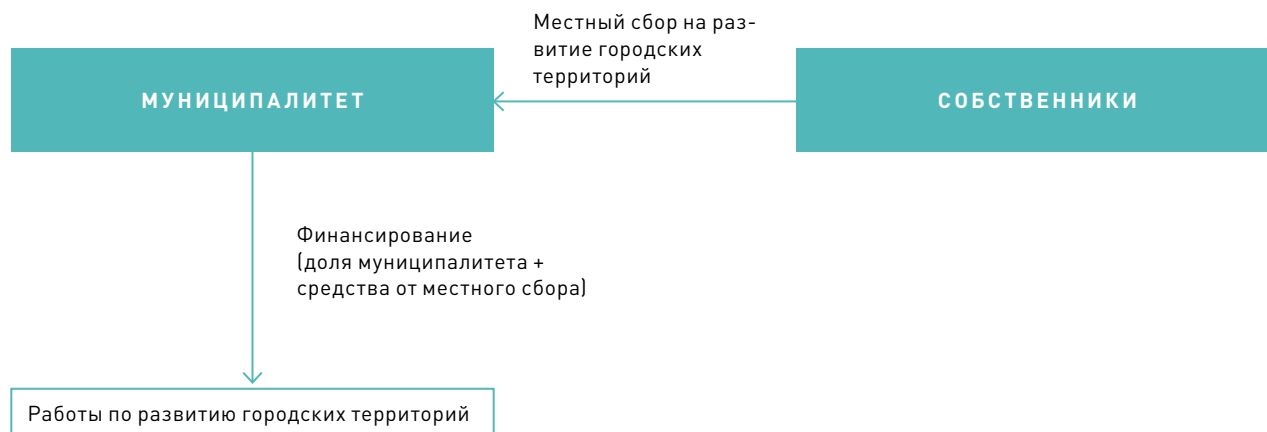 Местный сбор на раз-
витие городских
территорий
МУНИЦИПАЛИТЕТ
СОБСТВЕННИКИ
Финансирование
(доля муниципалитета +
средства от местного сбора)
Работы по развитию городских территорий